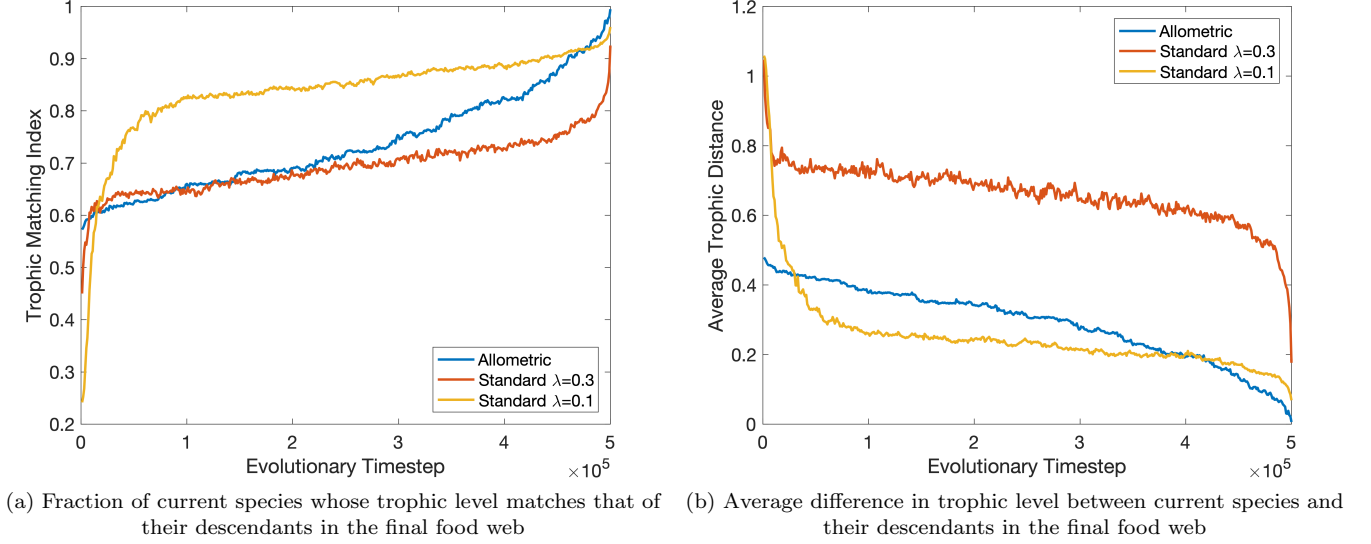 1
0.9
0.8
0.7
0.6
0.5
0.4
0.3
0.2
Trophic Matching Index
0 1 2 3 4 5
Evolutionary Timestep ×10⁵
Allometric
Standard λ=0.3
Standard λ=0.1
(a) Fraction of current species whose trophic level matches that of
their descendants in the final food web
1.2
1
0.8
0.6
0.4
0.2
0
Average Trophic Distance
0 1 2 3 4 5
Evolutionary Timestep ×10⁵
Allometric
Standard λ=0.3
Standard λ=0.1
(b) Average difference in trophic level between current species and
their descendants in the final food web